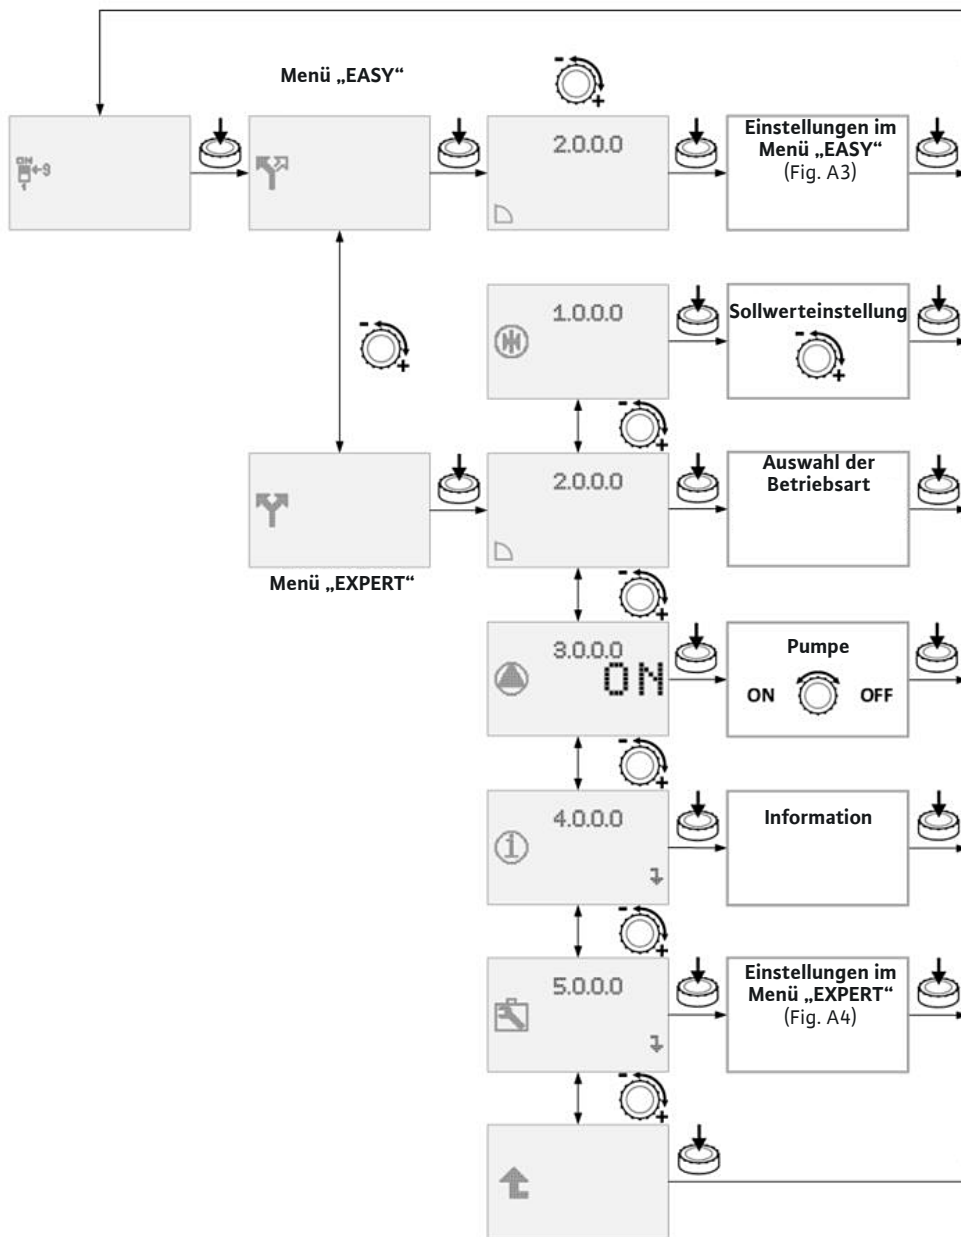 Menü „EASY“
- +
ON
1
2.0.0.0
Einstellungen im
Menü „EASY“
(Fig. A3)
- +
1.0.0.0
Sollwerteinstellung
- +
- +
2.0.0.0
Auswahl der
Betriebsart
Menü „EXPERT“
- +
3.0.0.0
ON
Pumpe
ON OFF
- +
4.0.0.0
i
Information
- +
5.0.0.0
Einstellungen im
Menü „EXPERT“
(Fig. A4)
- +